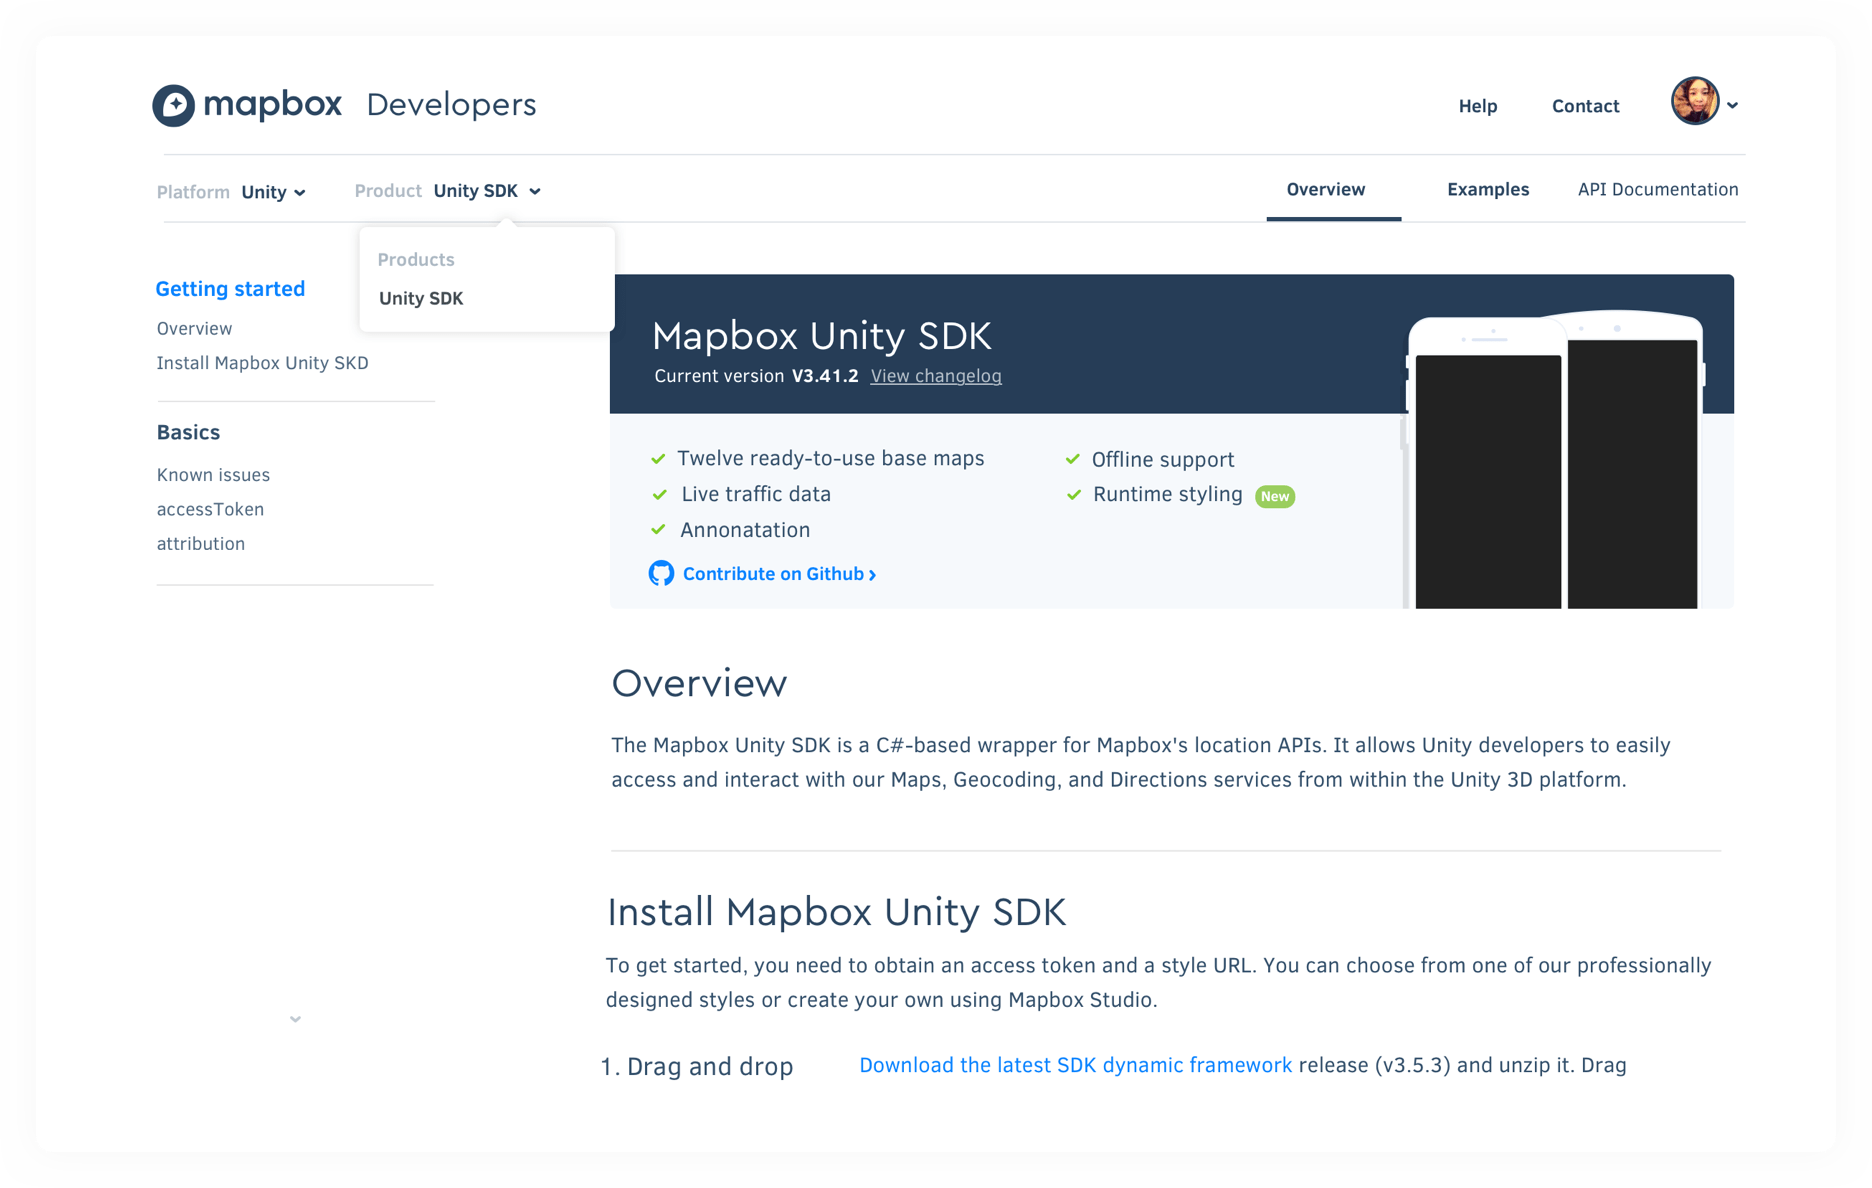 mapbox Developers
Help
Contact
Platform Unity
Product Unity SDK
Overview
Examples
API Documentation
Products
Unity SDK
Getting started
Overview
Install Mapbox Unity SKD
Basics
Known issues
accessToken
attribution
Mapbox Unity SDK
Current version V3.41.2 View changelog
Twelve ready-to-use base maps
Live traffic data
Annonatation
Offline support
Runtime styling New
Contribute on Github ›
Overview
The Mapbox Unity SDK is a C#-based wrapper for Mapbox's location APIs. It allows Unity developers to easily
access and interact with our Maps, Geocoding, and Directions services from within the Unity 3D platform.
Install Mapbox Unity SDK
To get started, you need to obtain an access token and a style URL. You can choose from one of our professionally
designed styles or create your own using Mapbox Studio.
1. Drag and drop
Download the latest SDK dynamic framework release (v3.5.3) and unzip it. Drag